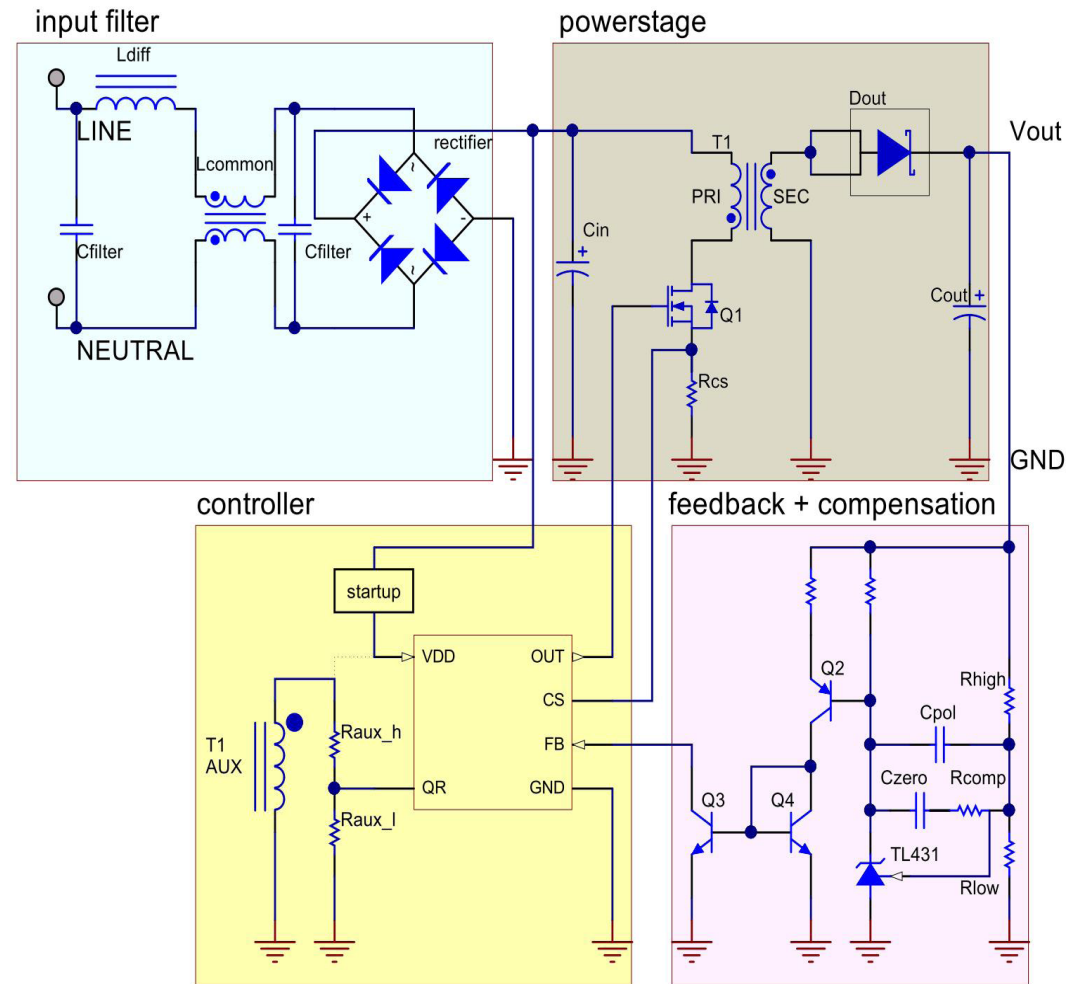 input filter
Ldiff
LINE
Lcommon
Cfilter
Cfilter
NEUTRAL
rectifier
~
+
-
~
powerstage
T1
PRI
SEC
Dout
Vout
Cin
+
Q1
Rcs
Cout
+
GND
controller
startup
VDD
OUT
CS
FB
GND
QR
T1
AUX
Raux_h
Raux_l
feedback + compensation
Q2
Rhigh
Cpol
Czero
Rcomp
Q3
Q4
TL431
Rlow